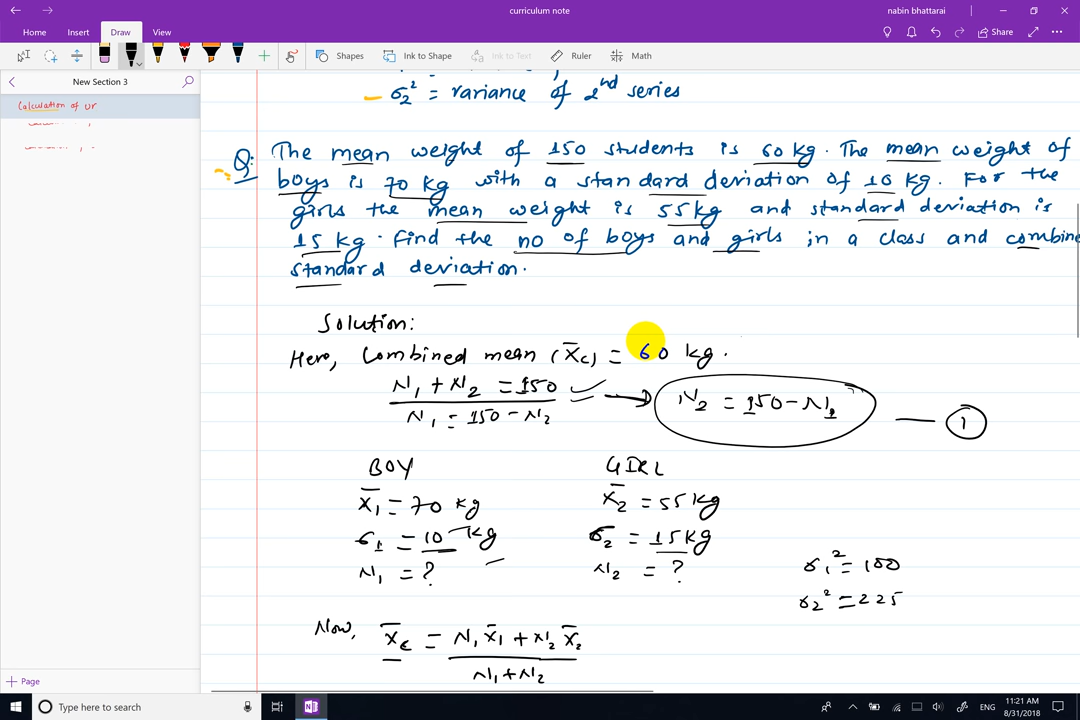 curriculum note
nabin bhattarai
Home
Insert
Draw
View
Share
Shapes
Ink to Shape
Ink to Text
Ruler
Math
New Section 3
Calculation of ur
σ₂² = variance of 2nd series
Q: The mean weight of 150 students is 60 kg. The mean weight of
boys is 70 kg with a standard deviation of 10 kg. For the
girls the mean weight is 55 kg and standard deviation is
15 kg. find the no of boys and girls in a class and combine
standard deviation.
Solution:
Here, Combined mean (X̄c) = 60 kg.
N₁ + N₂ = 150
N₁ = 150 - N₂
N₂ = 150 - N₁
1
BOY
GIRL
X̄₁ = 70 kg
X̄₂ = 55 kg
σ₁ = 10 kg
σ₂ = 15 kg
N₁ = ?
N₂ = ?
σ₁² = 100
σ₂² = 225
Now,
X̄c = N₁ X̄₁ + N₂ X̄₂
N₁ + N₂
Page
Type here to search
ENG
11:21 AM
8/31/2018